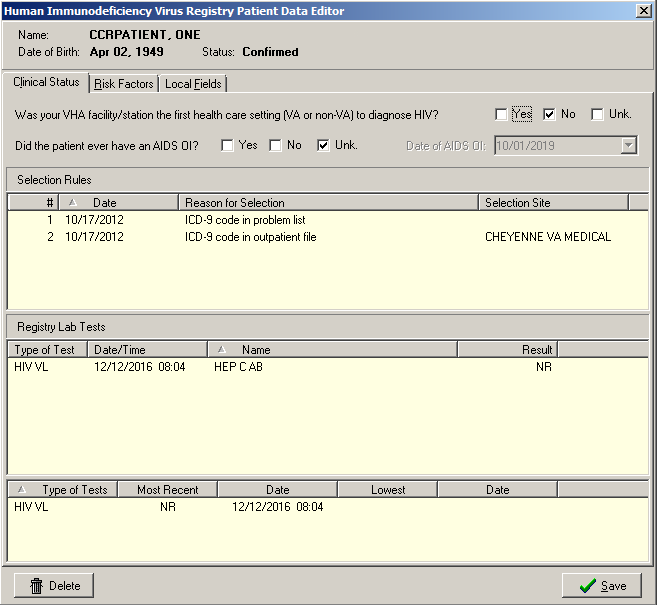 Human Immunodeficiency Virus Registry Patient Data Editor
Name: CCRPATIENT, ONE
Date of Birth: Apr 02, 1949 Status: Confirmed
Clinical Status Risk Factors Local Fields
Was your VHA facility/station the first health care setting (VA or non-VA) to diagnose HIV? Yes No Unk.
Did the patient ever have an AIDS OI? Yes No Unk. Date of AIDS OI: 10/01/2019
Selection Rules
# Date Reason for Selection Selection Site
1 10/17/2012 ICD-9 code in problem list
2 10/17/2012 ICD-9 code in outpatient file CHEYENNE VA MEDICAL
Registry Lab Tests
Type of Test Date/Time Name Result
HIV VL 12/12/2016 08:04 HEP C AB NR
Type of Tests Most Recent Date Lowest Date
HIV VL NR 12/12/2016 08:04
Delete Save